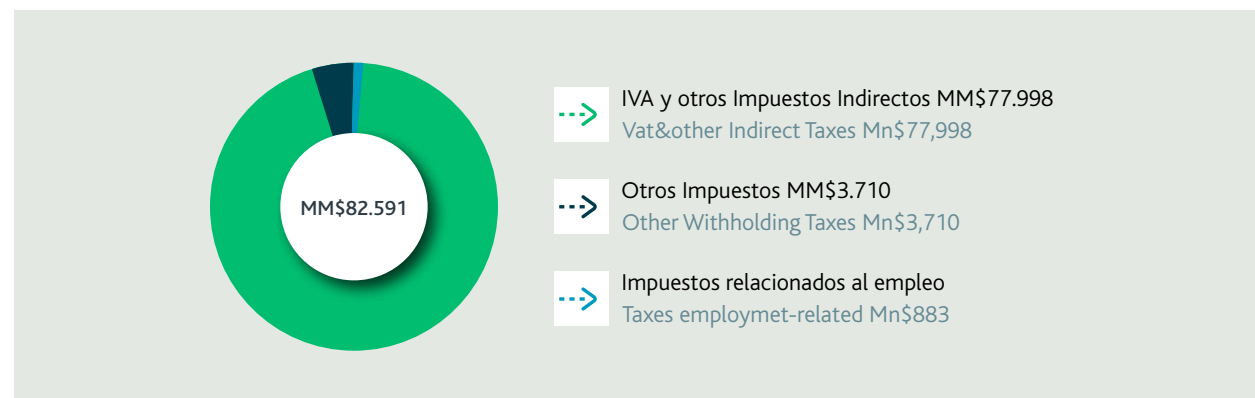 MM$82.591
IVA y otros Impuestos Indirectos MM$77.998
Vat&other Indirect Taxes Mn$77,998
Otros Impuestos MM$3.710
Other Withholding Taxes Mn$3,710
Impuestos relacionados al empleo
Taxes employmet-related Mn$883